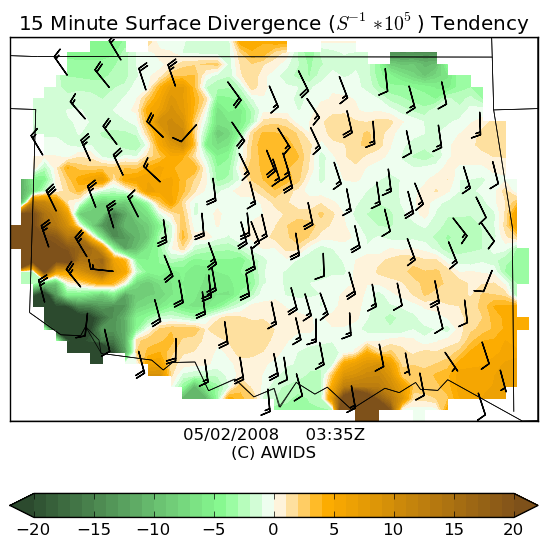 15 Minute Surface Divergence (S⁻¹ *10⁵ ) Tendency
05/02/2008 03:35Z
(C) AWIDS
−20 −15 −10 −5 0 5 10 15 20